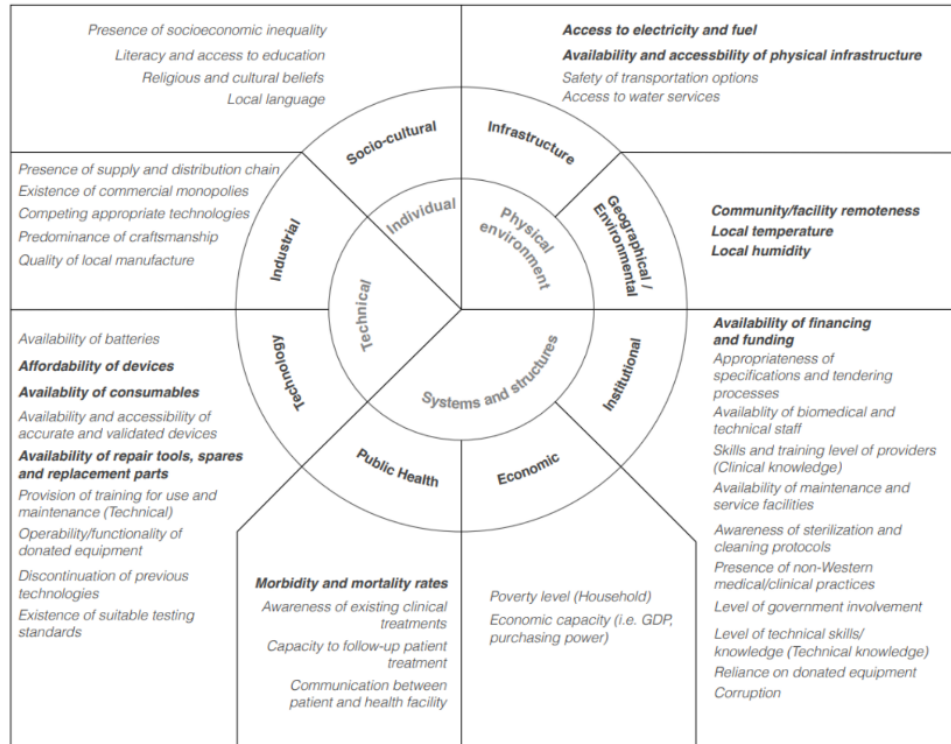 Presence of socioeconomic inequality
Literacy and access to education
Religious and cultural beliefs
Local language
Access to electricity and fuel
Availability and accessbility of physical infrastructure
Safety of transportation options
Access to water services
Socio-cultural
Infrastructure
Presence of supply and distribution chain
Existence of commercial monopolies
Competing appropriate technologies
Predominance of craftsmanship
Quality of local manufacture
Industrial
Individual
Physical
environment
Geographical /
Environmental
Community/facility remoteness
Local temperature
Local humidity
Technical
Systems and structures
Technology
Institutional
Public Health
Economic
Availability of batteries
Affordability of devices
Availablity of consumables
Availability and accessibility of
accurate and validated devices
Availability of repair tools, spares
and replacement parts
Provision of training for use and
maintenance (Technical)
Operability/functionality of
donated equipment
Discontinuation of previous
technologies
Existence of suitable testing
standards
Morbidity and mortality rates
Awareness of existing clinical
treatments
Capacity to follow-up patient
treatment
Communication between
patient and health facility
Poverty level (Household)
Economic capacity (i.e. GDP,
purchasing power)
Availability of financing
and funding
Appropriateness of
specifications and tendering
processes
Availablity of biomedical and
technical staff
Skills and training level of providers
(Clinical knowledge)
Availability of maintenance and
service facilities
Awareness of sterilization and
cleaning protocols
Presence of non-Western
medical/clinical practices
Level of government involvement
Level of technical skills/
knowledge (Technical knowledge)
Reliance on donated equipment
Corruption